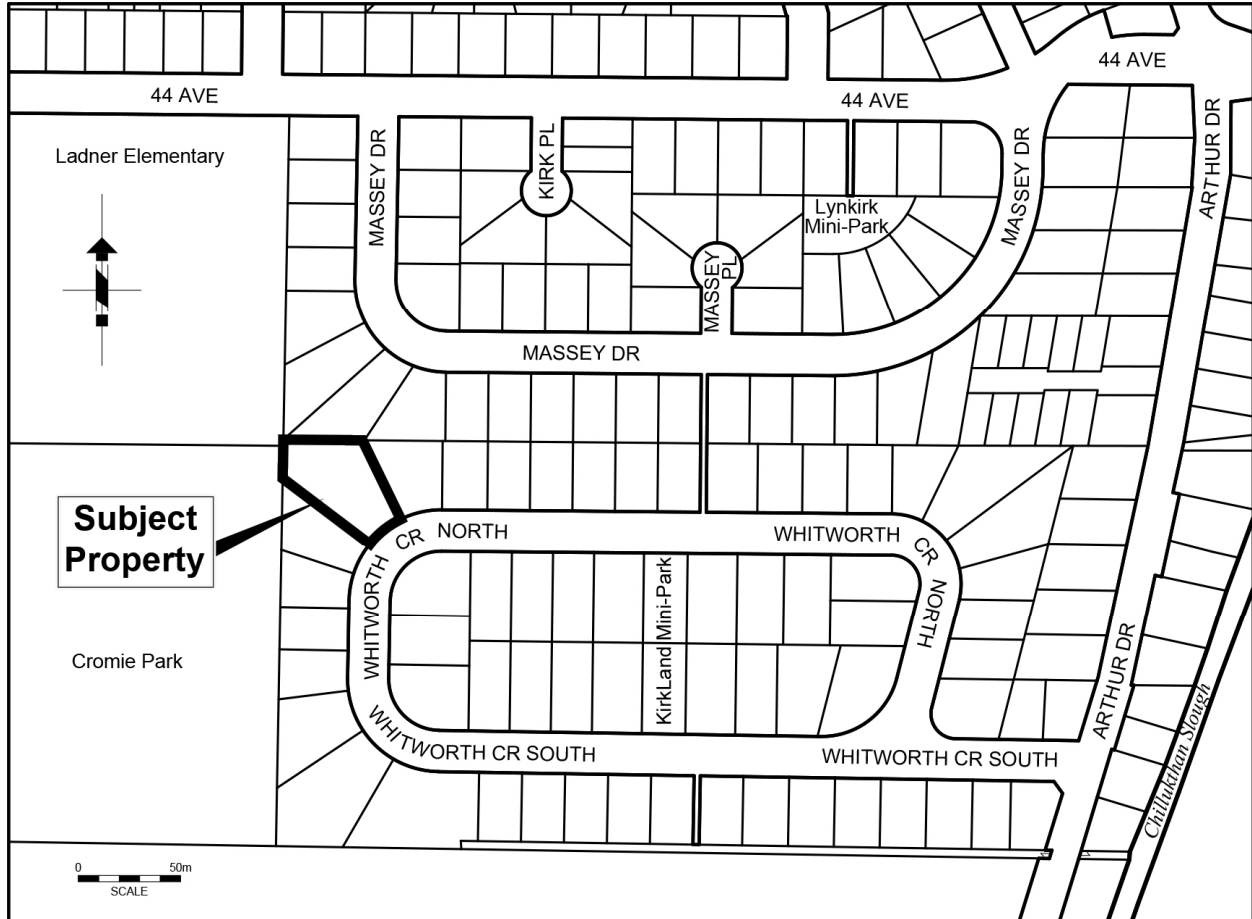 44 AVE
44 AVE
44 AVE
Ladner Elementary
MASSEY DR
KIRK PL
MASSEY DR
ARTHUR DR
Lynkirk
Mini-Park
MASSEY
PL
MASSEY DR
Subject
Property
WHITWORTH
CR
NORTH
WHITWORTH
CR
NORTH
KirkLand Mini-Park
Cromie Park
WHITWORTH CR SOUTH
WHITWORTH CR SOUTH
ARTHUR DR
Chillukthan Slough
0
50m
SCALE